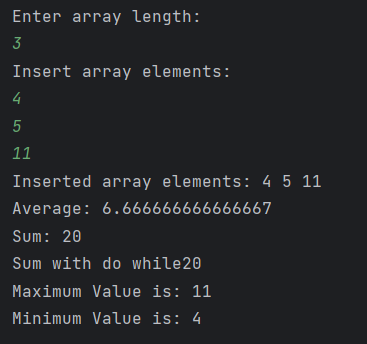 Enter array length:
3
Insert array elements:
4
5
11
Inserted array elements: 4 5 11
Average: 6.666666666666667
Sum: 20
Sum with do while20
Maximum Value is: 11
Minimum Value is: 4